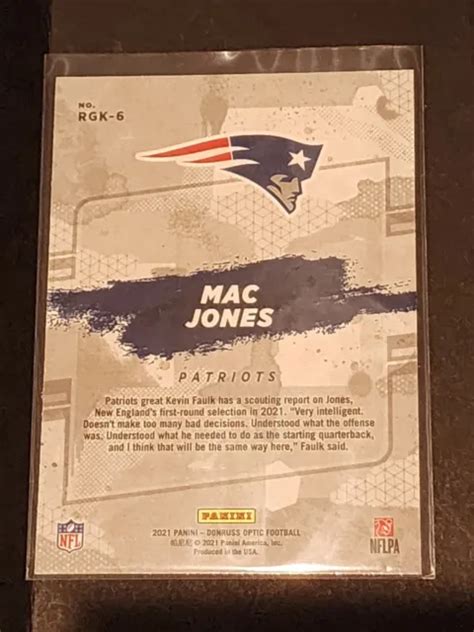 NO.
RGK-6
MAC
JONES
PATRIOTS
Patriots great Kevin Faulk has a scouting report on Jones,
New England's first-round selection in 2021. "Very intelligent.
Doesn't make too many bad decisions. Understood what the offense
was. Understood what he needed to do as the starting quarterback,
and I think that will be the same way here," Faulk said.
PANINI
2021 PANINI – DONRUSS OPTIC FOOTBALL
帕尼尼 © 2021 Panini America, Inc.
Produced in the USA.
NFL
NFLPA